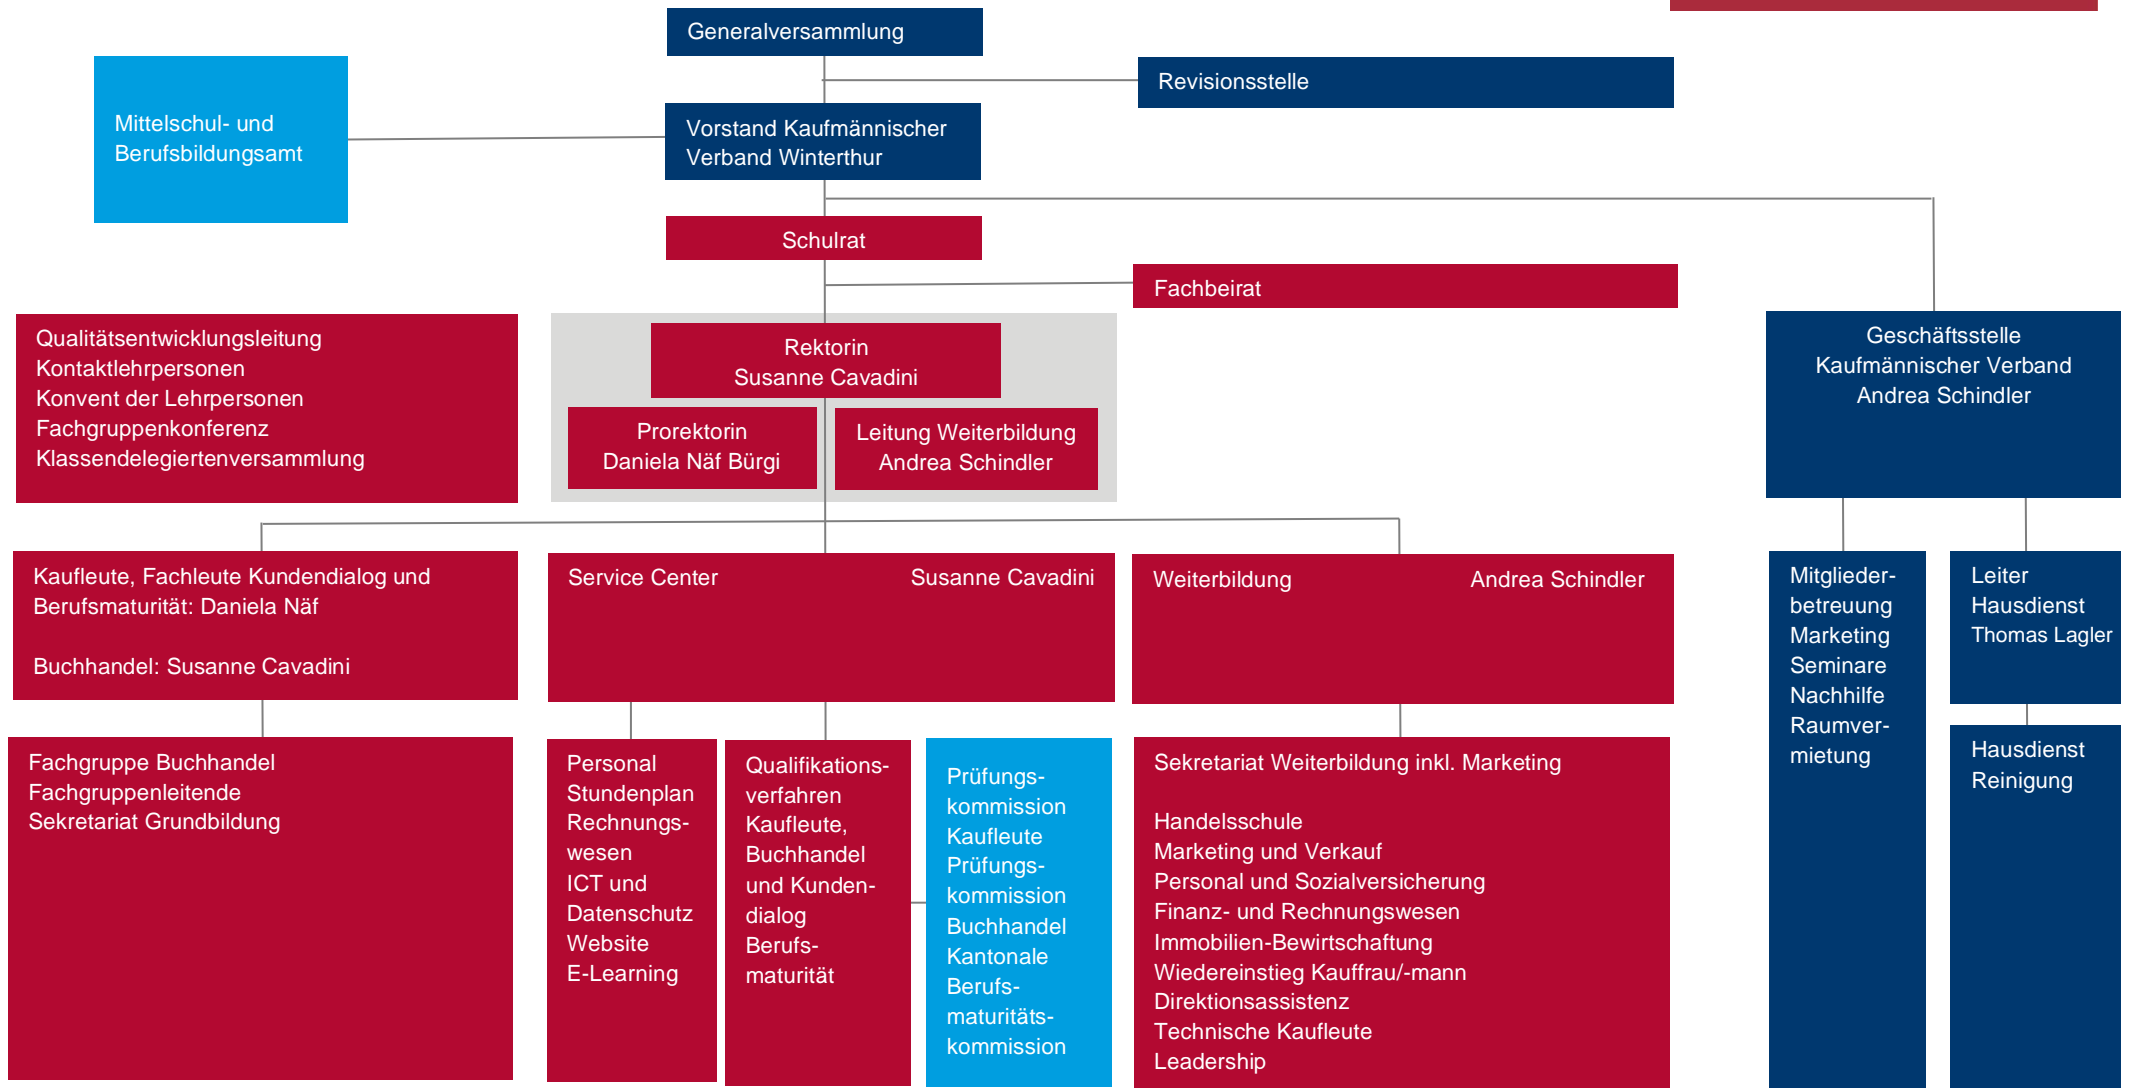 Generalversammlung
Revisionsstelle
Mittelschul- und
Berufsbildungsamt
Vorstand Kaufmännischer
Verband Winterthur
Schulrat
Fachbeirat
Qualitätsentwicklungsleitung
Kontaktlehrpersonen
Konvent der Lehrpersonen
Fachgruppenkonferenz
Klassendelegiertenversammlung
Rektorin
Susanne Cavadini
Prorektorin
Daniela Näf Bürgi
Leitung Weiterbildung
Andrea Schindler
Geschäftsstelle
Kaufmännischer Verband
Andrea Schindler
Kaufleute, Fachleute Kundendialog und
Berufsmaturität: Daniela Näf
Buchhandel: Susanne Cavadini
Service Center Susanne Cavadini
Weiterbildung Andrea Schindler
Mitglieder-
betreuung
Marketing
Seminare
Nachhilfe
Raumver-
mietung
Leiter
Hausdienst
Thomas Lagler
Hausdienst
Reinigung
Fachgruppe Buchhandel
Fachgruppenleitende
Sekretariat Grundbildung
Personal
Stundenplan
Rechnungs-
wesen
ICT und
Datenschutz
Website
E-Learning
Qualifikations-
verfahren
Kaufleute,
Buchhandel
und Kunden-
dialog
Berufs-
maturität
Prüfungs-
kommission
Kaufleute
Prüfungs-
kommission
Buchhandel
Kantonale
Berufs-
maturitäts-
kommission
Sekretariat Weiterbildung inkl. Marketing
Handelsschule
Marketing und Verkauf
Personal und Sozialversicherung
Finanz- und Rechnungswesen
Immobilien-Bewirtschaftung
Wiedereinstieg Kauffrau/-mann
Direktionsassistenz
Technische Kaufleute
Leadership